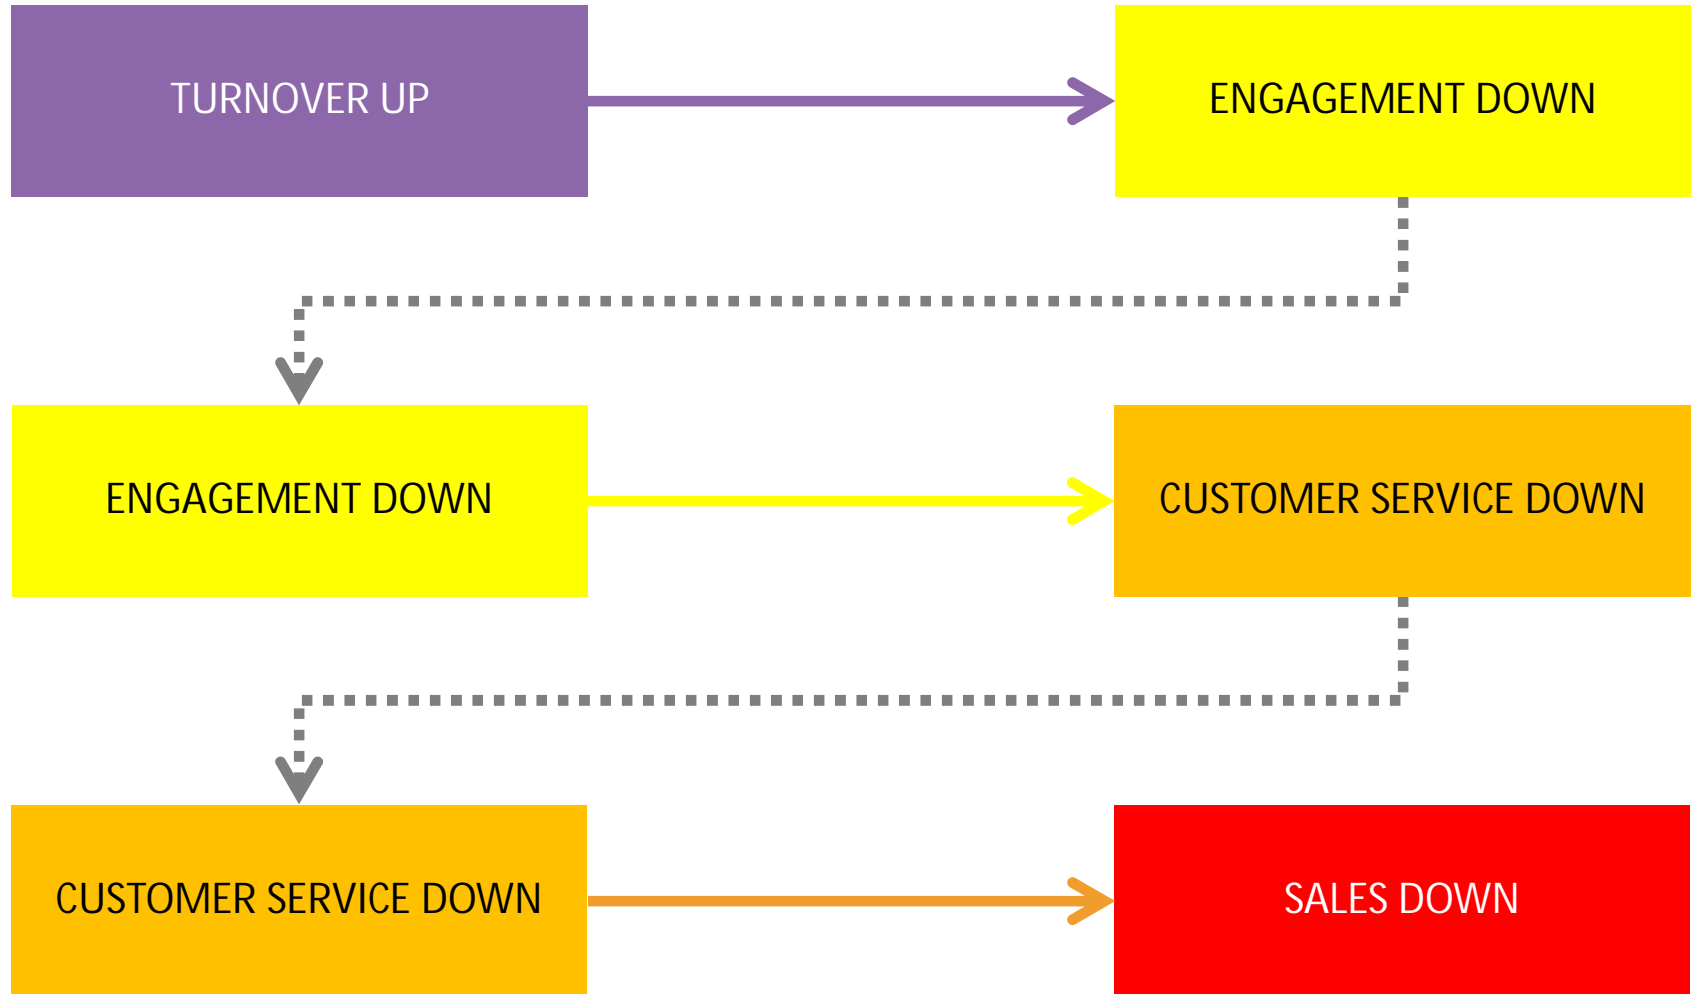 TURNOVER UP
ENGAGEMENT DOWN
ENGAGEMENT DOWN
CUSTOMER SERVICE DOWN
CUSTOMER SERVICE DOWN
SALES DOWN